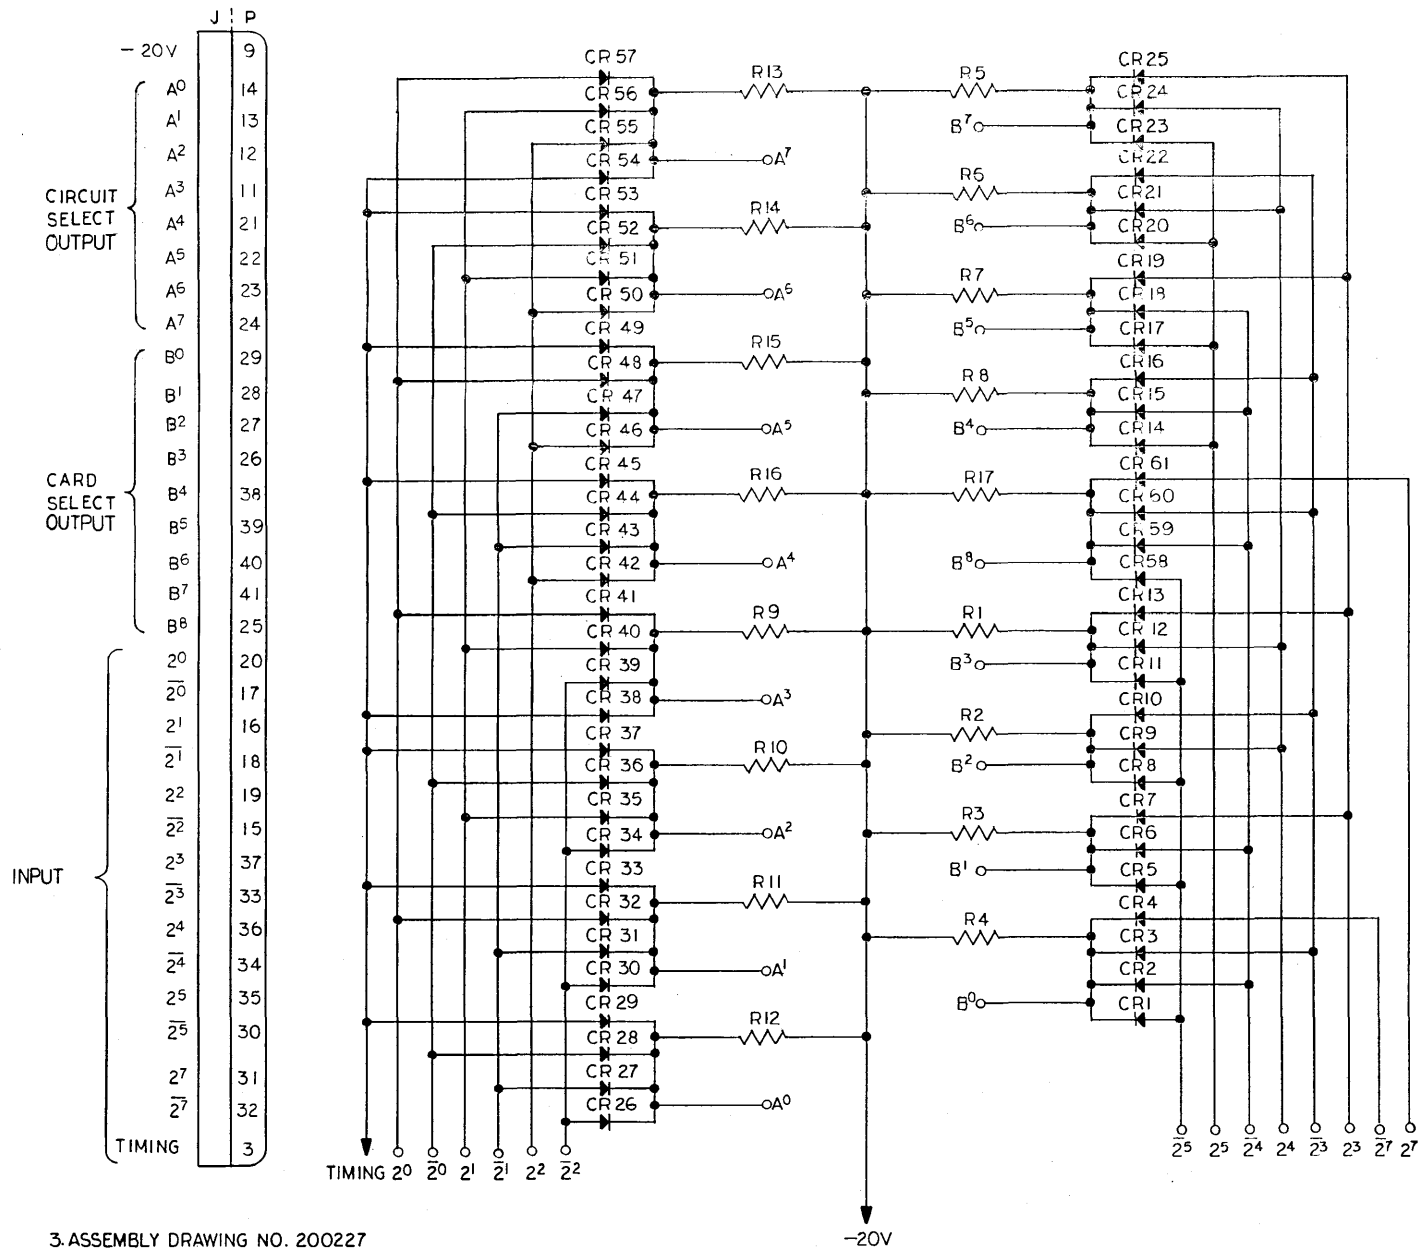 J P
-20V 9
A⁰ 14
A¹ 13
A² 12
A³ 11
A⁴ 21
A⁵ 22
A⁶ 23
A⁷ 24
CIRCUIT
SELECT
OUTPUT
B⁰ 29
B¹ 28
B² 27
B³ 26
B⁴ 38
B⁵ 39
B⁶ 40
B⁷ 41
B⁸ 25
CARD
SELECT
OUTPUT
2⁰ 20
2̅⁰ 17
2¹ 16
2̅¹ 18
2² 19
2̅² 15
2³ 37
2̅³ 33
2⁴ 36
2̅⁴ 34
2⁵ 35
2̅⁵ 30
2⁷ 31
2̅⁷ 32
TIMING 3
INPUT
CR57
CR56
CR55
CR54
CR53
CR52
CR51
CR50
CR49
CR48
CR47
CR46
CR45
CR44
CR43
CR42
CR41
CR40
CR39
CR38
CR37
CR36
CR35
CR34
CR33
CR32
CR31
CR30
CR29
CR28
CR27
CR26
R13
A⁷
R14
A⁶
R15
A⁵
R16
A⁴
R9
A³
R10
A²
R11
A¹
R12
A⁰
R5
B⁷
R6
B⁶
R7
B⁵
R8
B⁴
R17
B⁸
R1
B³
R2
B²
R3
B¹
R4
B⁰
CR25
CR24
CR23
CR22
CR21
CR20
CR19
CR18
CR17
CR16
CR15
CR14
CR61
CR60
CR59
CR58
CR13
CR12
CR11
CR10
CR9
CR8
CR7
CR6
CR5
CR4
CR3
CR2
CR1
TIMING 2⁰ 2̅⁰ 2¹ 2̅¹ 2² 2̅²
2̅⁵ 2⁵ 2̅⁴ 2⁴ 2̅³ 2³ 2̅⁷ 2⁷
-20V
3. ASSEMBLY DRAWING NO. 200227